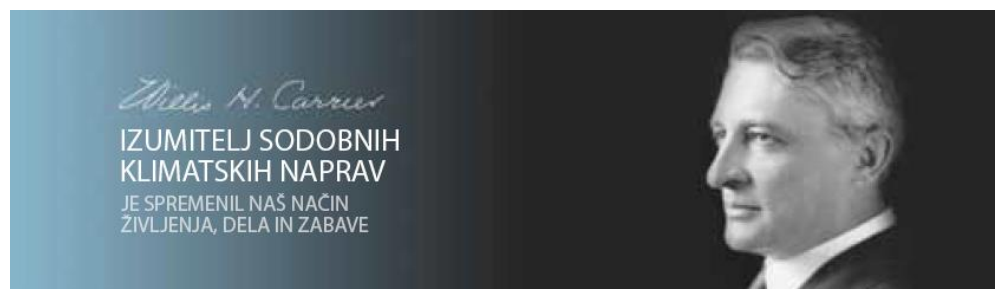 Willis H. Carrier
IZUMITELJ SODOBNIH
KLIMATSKIH NAPRAV
JE SPREMENIL NAŠ NAČIN
ŽIVLJENJA, DELA IN ZABAVE